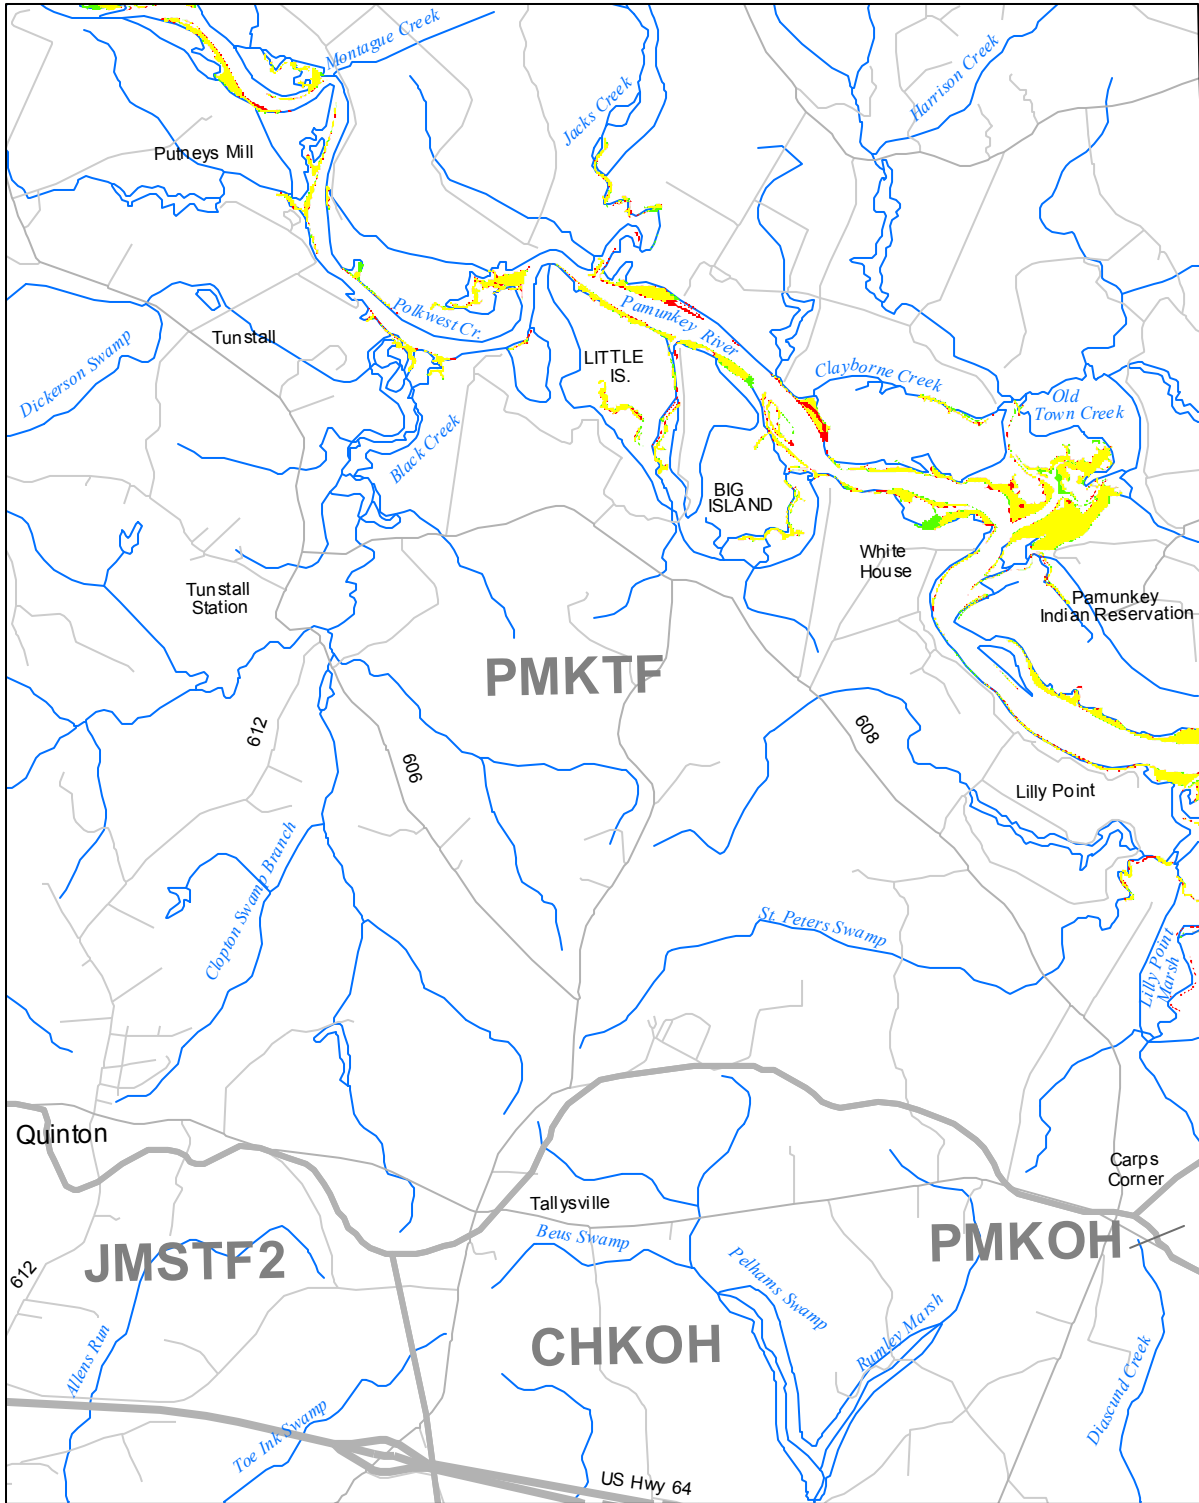 Montague Creek
Jacks Creek
Harrison Creek
Putneys Mill
Pamunkey River
Polkwest Cr.
Tunstall
Dickerson Swamp
LITTLE
IS.
Clayborne Creek
Old
Town Creek
Black Creek
BIG
ISLAND
White
House
Tunstall
Station
Pamunkey
Indian Reservation
PMKTF
612
606
608
Lilly Point
Clopton Swamp Branch
St. Peters Swamp
Lilly Point
Marsh
Quinton
Carps
Corner
Tallysville
Beus Swamp
PMKOH
JMSTF2
612
Pelhams Swamp
Rumley Marsh
CHKOH
Allens Run
Diascund Creek
Toe Ink Swamp
US Hwy 64